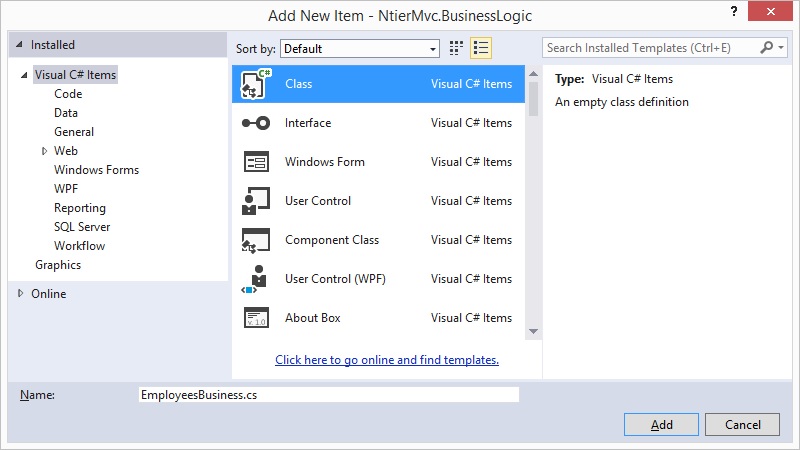 Add New Item - NtierMvc.BusinessLogic
?
Installed
Sort by: Default
Search Installed Templates (Ctrl+E)
Visual C# Items
Code
Data
General
Web
Windows Forms
WPF
Reporting
SQL Server
Workflow
Graphics
Online
C#
Class Visual C# Items
Interface Visual C# Items
Windows Form Visual C# Items
User Control Visual C# Items
Component Class Visual C# Items
User Control (WPF) Visual C# Items
v. 1.0
About Box Visual C# Items
Click here to go online and find templates.
Type: Visual C# Items
An empty class definition
Name: EmployeesBusiness.cs
Add Cancel